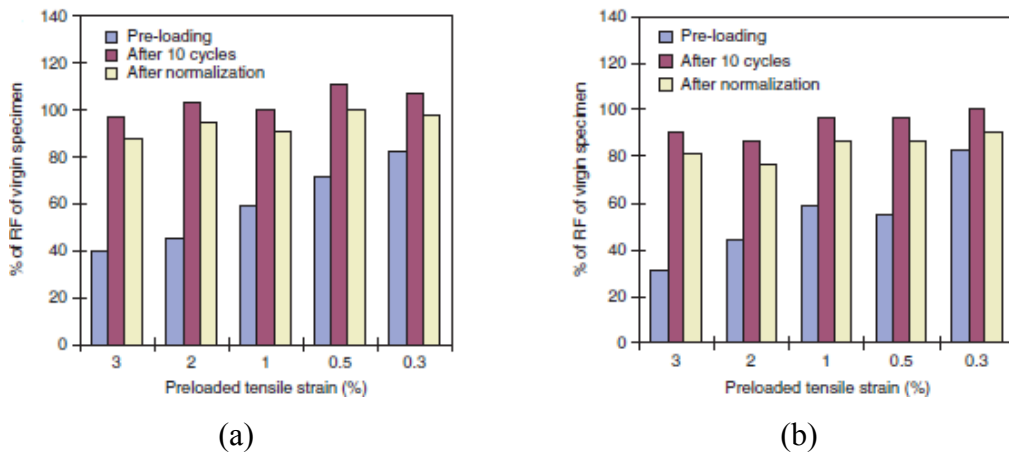 140
120
100
80
60
40
20
0
% of RF of virgin specimen
Pre-loading
After 10 cycles
After normalization
3 2 1 0.5 0.3
Preloaded tensile strain (%)
(a)
140
120
100
80
60
40
20
0
% of RF of virgin specimen
Pre-loading
After 10 cycles
After normalization
3 2 1 0.5 0.3
Preloaded tensile strain (%)
(b)